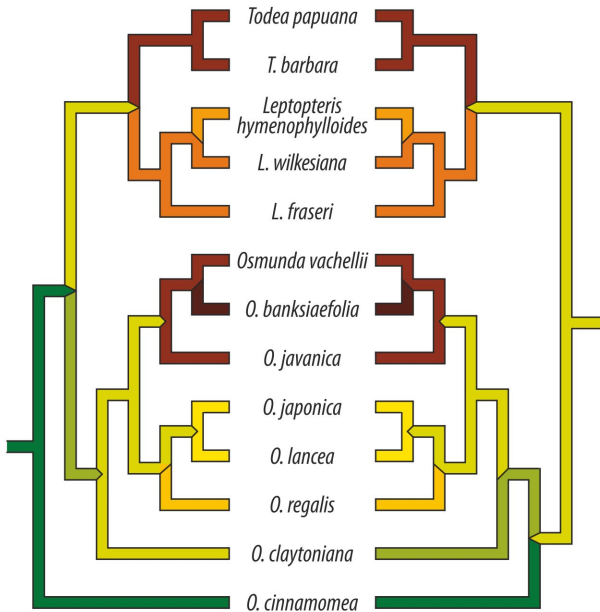 Todea papuana
T. barbara
Leptopteris
hymenophylloides
L. wilkesiana
L. fraseri
Osmunda vachellii
O. banksiaefolia
O. javanica
O. japonica
O. lancea
O. regalis
O. claytoniana
O. cinnamomea